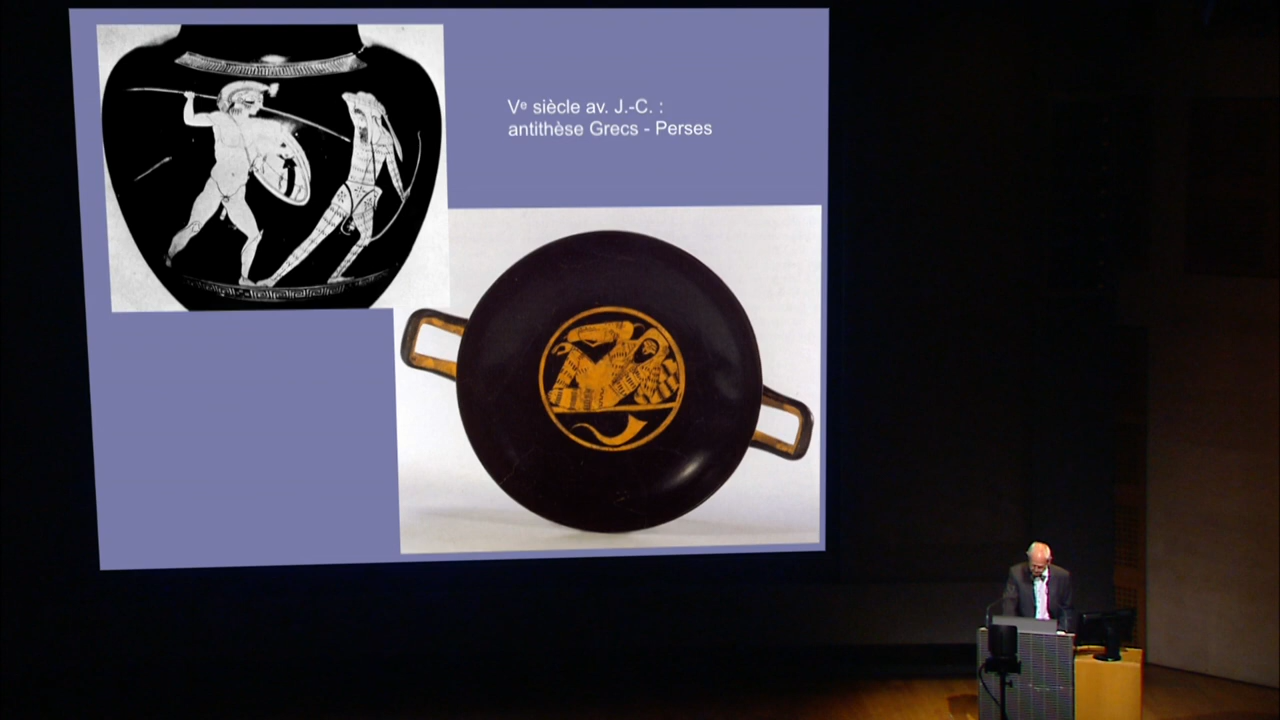 Vᵉ siècle av. J.-C. :
antithèse Grecs - Perses